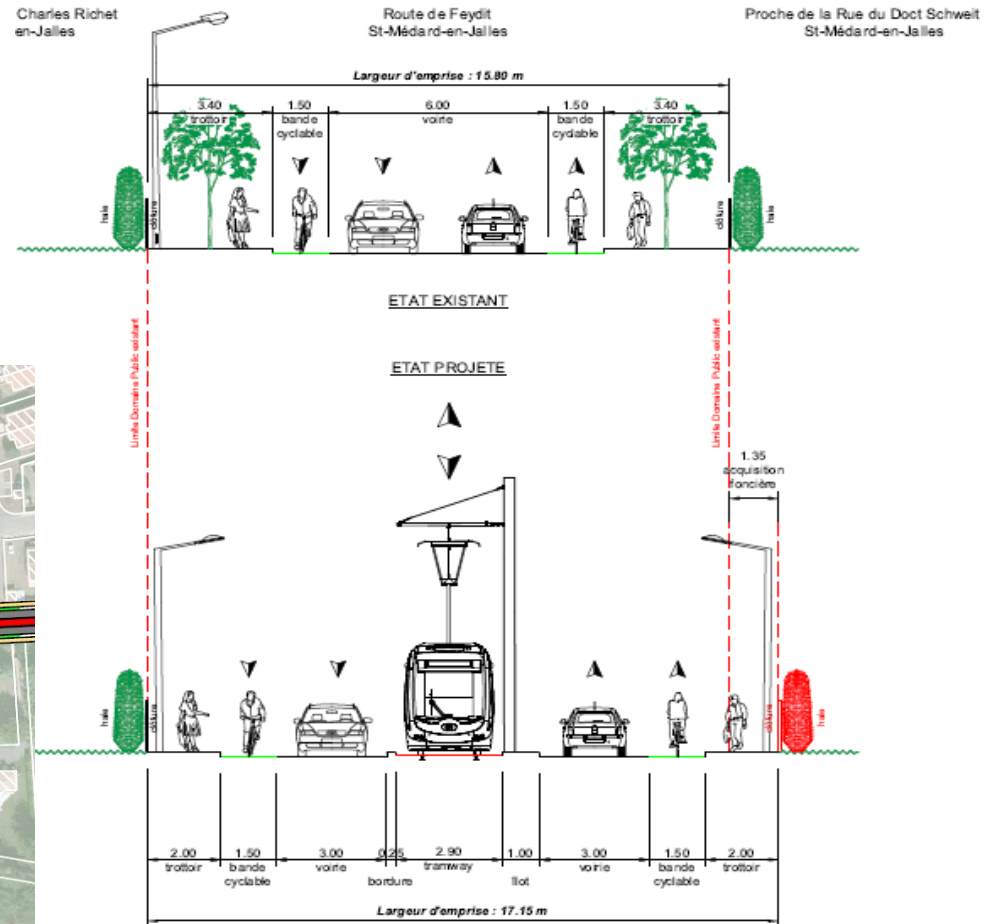 Charles Richet
en-Jalles
Route de Feydit
St-Médard-en-Jalles
Proche de la Rue du Doct Schweit
St-Médard-en-Jalles
Largeur d'emprise : 15.80 m
3.40
trottoir
1.50
bande
cyclable
6.00
voirie
1.50
bande
cyclable
3.40
trottoir
haie
clôture
clôture
haie
ETAT EXISTANT
Limite Domaine Public existant
Limite Domaine Public existant
ETAT PROJETE
1.35
acquisition
foncière
haie
clôture
clôture
haie
2.00
trottoir
1.50
bande
cyclable
3.00
voirie
0.25
bordure
2.90
tramway
1.00
îlot
3.00
voirie
1.50
bande
cyclable
2.00
trottoir
Largeur d'emprise : 17.15 m